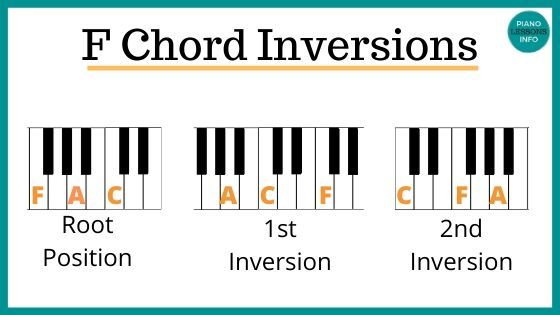 F Chord Inversions
PIANO
LESSONS
INFO
F A C
A C F
C F A
Root
Position
1st
Inversion
2nd
Inversion